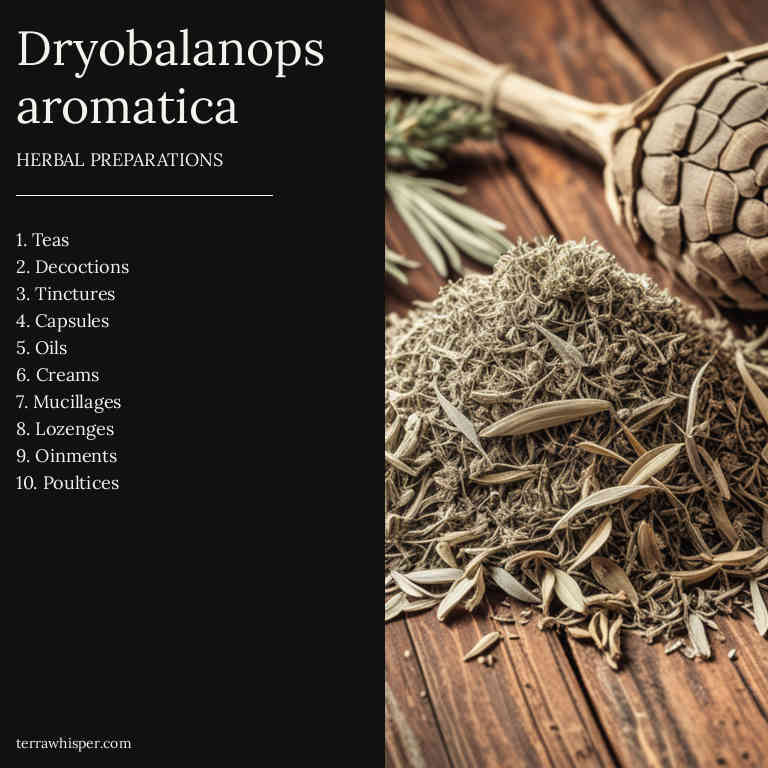 Dryobalanops
aromatica
HERBAL PREPARATIONS
1. Teas
2. Decoctions
3. Tinctures
4. Capsules
5. Oils
6. Creams
7. Mucillages
8. Lozenges
9. Oinments
10. Poultices
terrawhisper.com